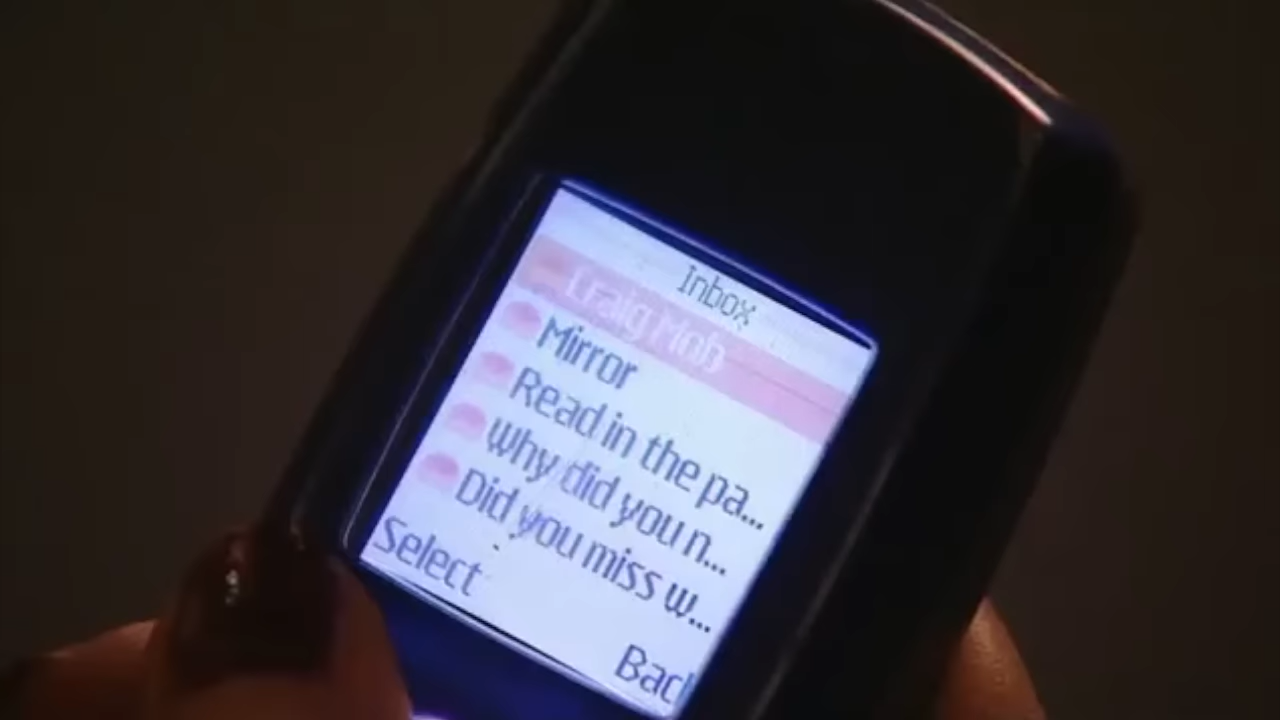 Inbox
Craig Mob
Mirror
Read in the pa...
Why did you n...
Did you miss w...
Select
Back